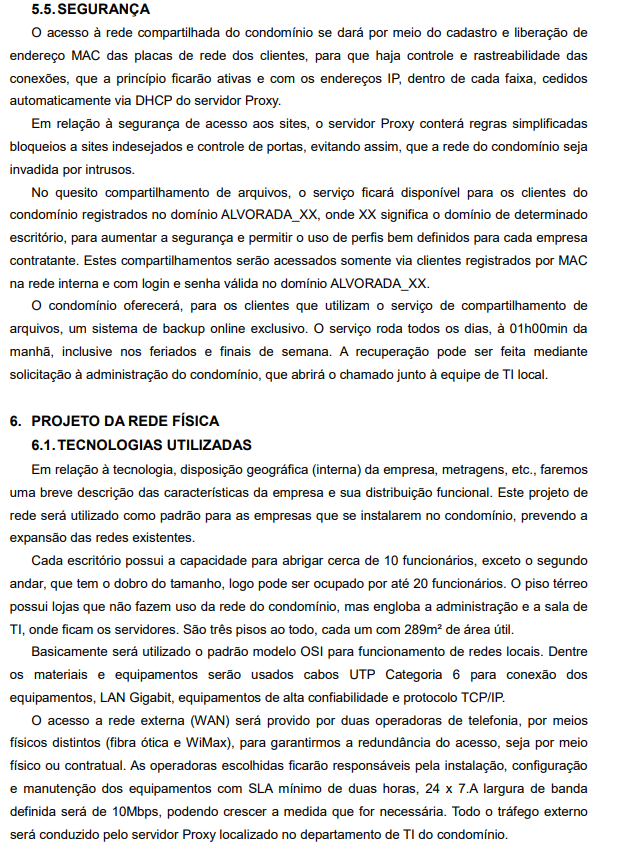 5.5. SEGURANÇA
O acesso à rede compartilhada do condomínio se dará por meio do cadastro e liberação de
endereço MAC das placas de rede dos clientes, para que haja controle e rastreabilidade das
conexões, que a princípio ficarão ativas e com os endereços IP, dentro de cada faixa, cedidos
automaticamente via DHCP do servidor Proxy.
Em relação à segurança de acesso aos sites, o servidor Proxy conterá regras simplificadas
bloqueios a sites indesejados e controle de portas, evitando assim, que a rede do condomínio seja
invadida por intrusos.
No quesito compartilhamento de arquivos, o serviço ficará disponível para os clientes do
condomínio registrados no domínio ALVORADA_XX, onde XX significa o domínio de determinado
escritório, para aumentar a segurança e permitir o uso de perfis bem definidos para cada empresa
contratante. Estes compartilhamentos serão acessados somente via clientes registrados por MAC
na rede interna e com login e senha válida no domínio ALVORADA_XX.
O condomínio oferecerá, para os clientes que utilizam o serviço de compartilhamento de
arquivos, um sistema de backup online exclusivo. O serviço roda todos os dias, à 01h00min da
manhã, inclusive nos feriados e finais de semana. A recuperação pode ser feita mediante
solicitação à administração do condomínio, que abrirá o chamado junto à equipe de TI local.
6. PROJETO DA REDE FÍSICA
6.1. TECNOLOGIAS UTILIZADAS
Em relação à tecnologia, disposição geográfica (interna) da empresa, metragens, etc., faremos
uma breve descrição das características da empresa e sua distribuição funcional. Este projeto de
rede será utilizado como padrão para as empresas que se instalarem no condomínio, prevendo a
expansão das redes existentes.
Cada escritório possui a capacidade para abrigar cerca de 10 funcionários, exceto o segundo
andar, que tem o dobro do tamanho, logo pode ser ocupado por até 20 funcionários. O piso térreo
possui lojas que não fazem uso da rede do condomínio, mas engloba a administração e a sala de
TI, onde ficam os servidores. São três pisos ao todo, cada um com 289m² de área útil.
Basicamente será utilizado o padrão modelo OSI para funcionamento de redes locais. Dentre
os materiais e equipamentos serão usados cabos UTP Categoria 6 para conexão dos
equipamentos, LAN Gigabit, equipamentos de alta confiabilidade e protocolo TCP/IP.
O acesso a rede externa (WAN) será provido por duas operadoras de telefonia, por meios
físicos distintos (fibra ótica e WiMax), para garantirmos a redundância do acesso, seja por meio
físico ou contratual. As operadoras escolhidas ficarão responsáveis pela instalação, configuração
e manutenção dos equipamentos com SLA mínimo de duas horas, 24 x 7.A largura de banda
definida será de 10Mbps, podendo crescer a medida que for necessária. Todo o tráfego externo
será conduzido pelo servidor Proxy localizado no departamento de TI do condomínio.